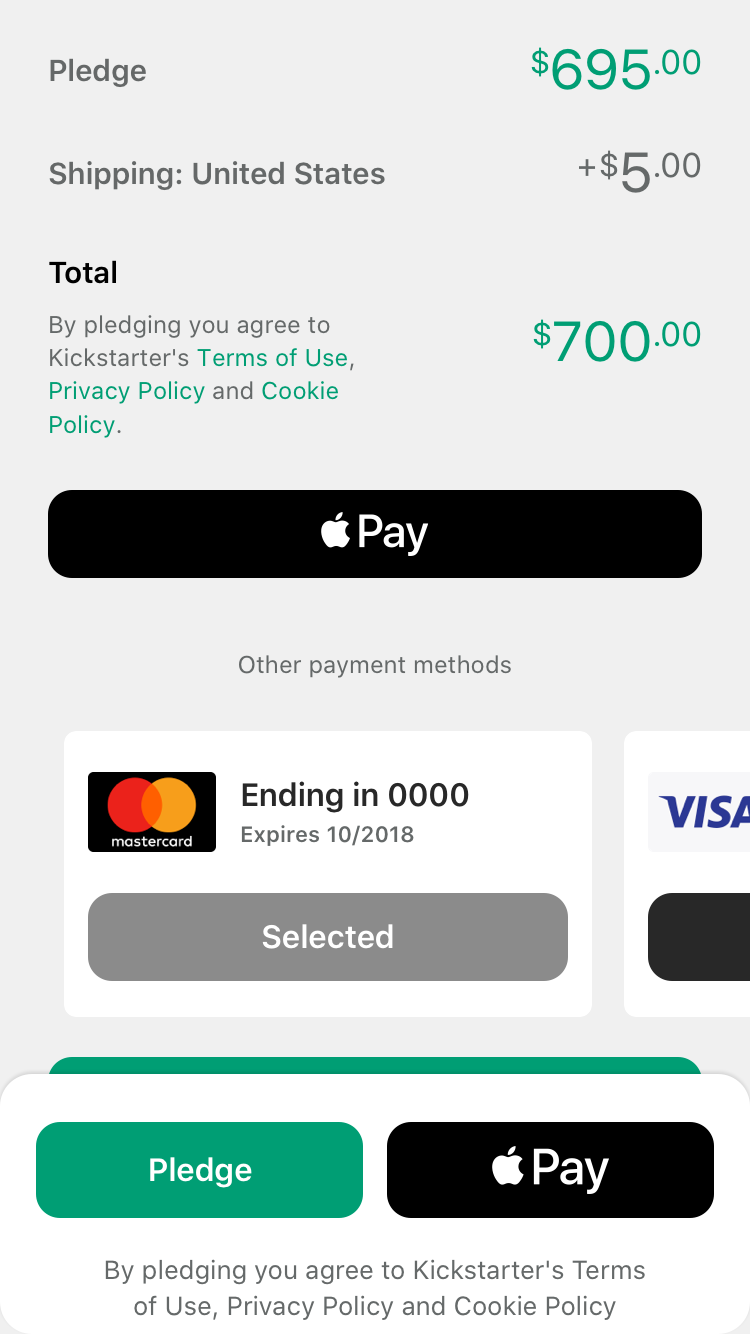 Pledge $695.00
Shipping: United States +$5.00
Total
By pledging you agree to
Kickstarter's Terms of Use,
Privacy Policy and Cookie
Policy.
$700.00
Pay
Other payment methods
mastercard
Ending in 0000
Expires 10/2018
Selected
VISA
Pledge
Pay
By pledging you agree to Kickstarter's Terms
of Use, Privacy Policy and Cookie Policy